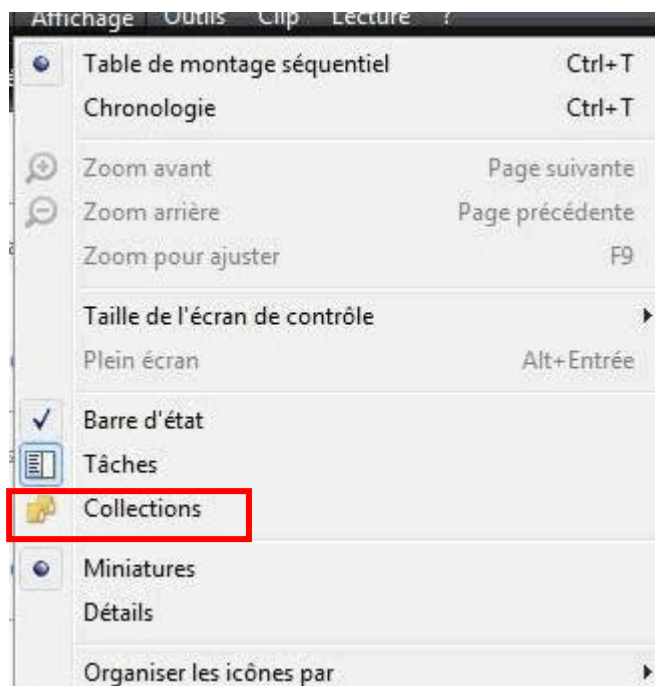 Affichage Outils Clip Lecture ?
Table de montage séquentiel Ctrl+T
Chronologie Ctrl+T
Zoom avant Page suivante
Zoom arrière Page précédente
Zoom pour ajuster F9
Taille de l'écran de contrôle
Plein écran Alt+Entrée
Barre d'état
Tâches
Collections
Miniatures
Détails
Organiser les icônes par